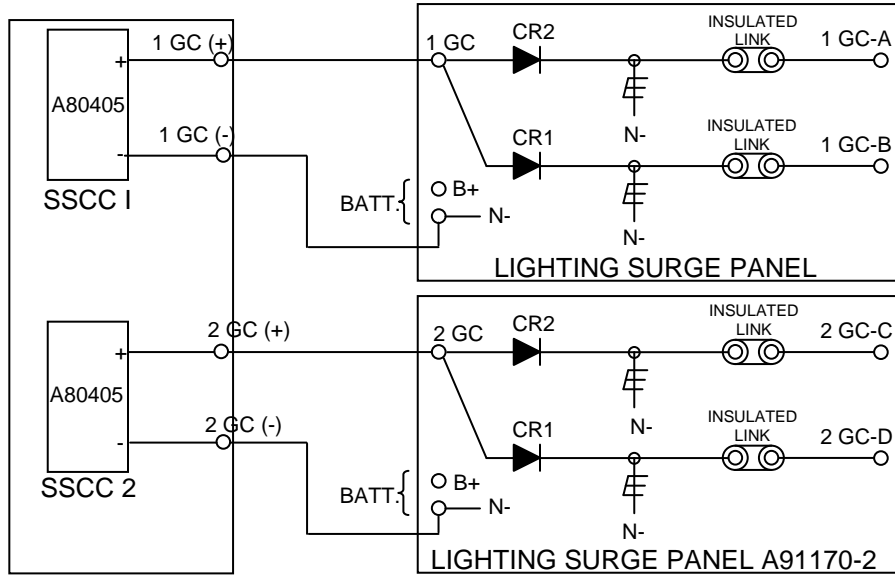 1 GC (+)
+
A80405
1 GC (-)
-
SSCC I
1 GC
CR2
INSULATED
LINK
1 GC-A
N-
CR1
INSULATED
LINK
1 GC-B
B+
BATT.{
N-
N-
LIGHTING SURGE PANEL
2 GC (+)
+
A80405
2 GC (-)
-
SSCC 2
2 GC
CR2
INSULATED
LINK
2 GC-C
N-
CR1
INSULATED
LINK
2 GC-D
B+
BATT.{
N-
N-
LIGHTING SURGE PANEL A91170-2